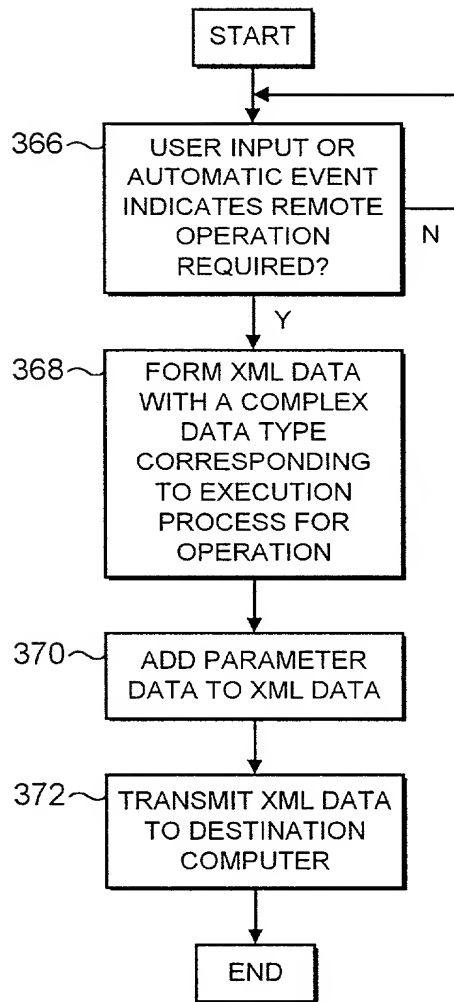 START
366
USER INPUT OR
AUTOMATIC EVENT
INDICATES REMOTE
OPERATION
REQUIRED?
N
Y
368
FORM XML DATA
WITH A COMPLEX
DATA TYPE
CORRESPONDING
TO EXECUTION
PROCESS FOR
OPERATION
370
ADD PARAMETER
DATA TO XML DATA
372
TRANSMIT XML DATA
TO DESTINATION
COMPUTER
END